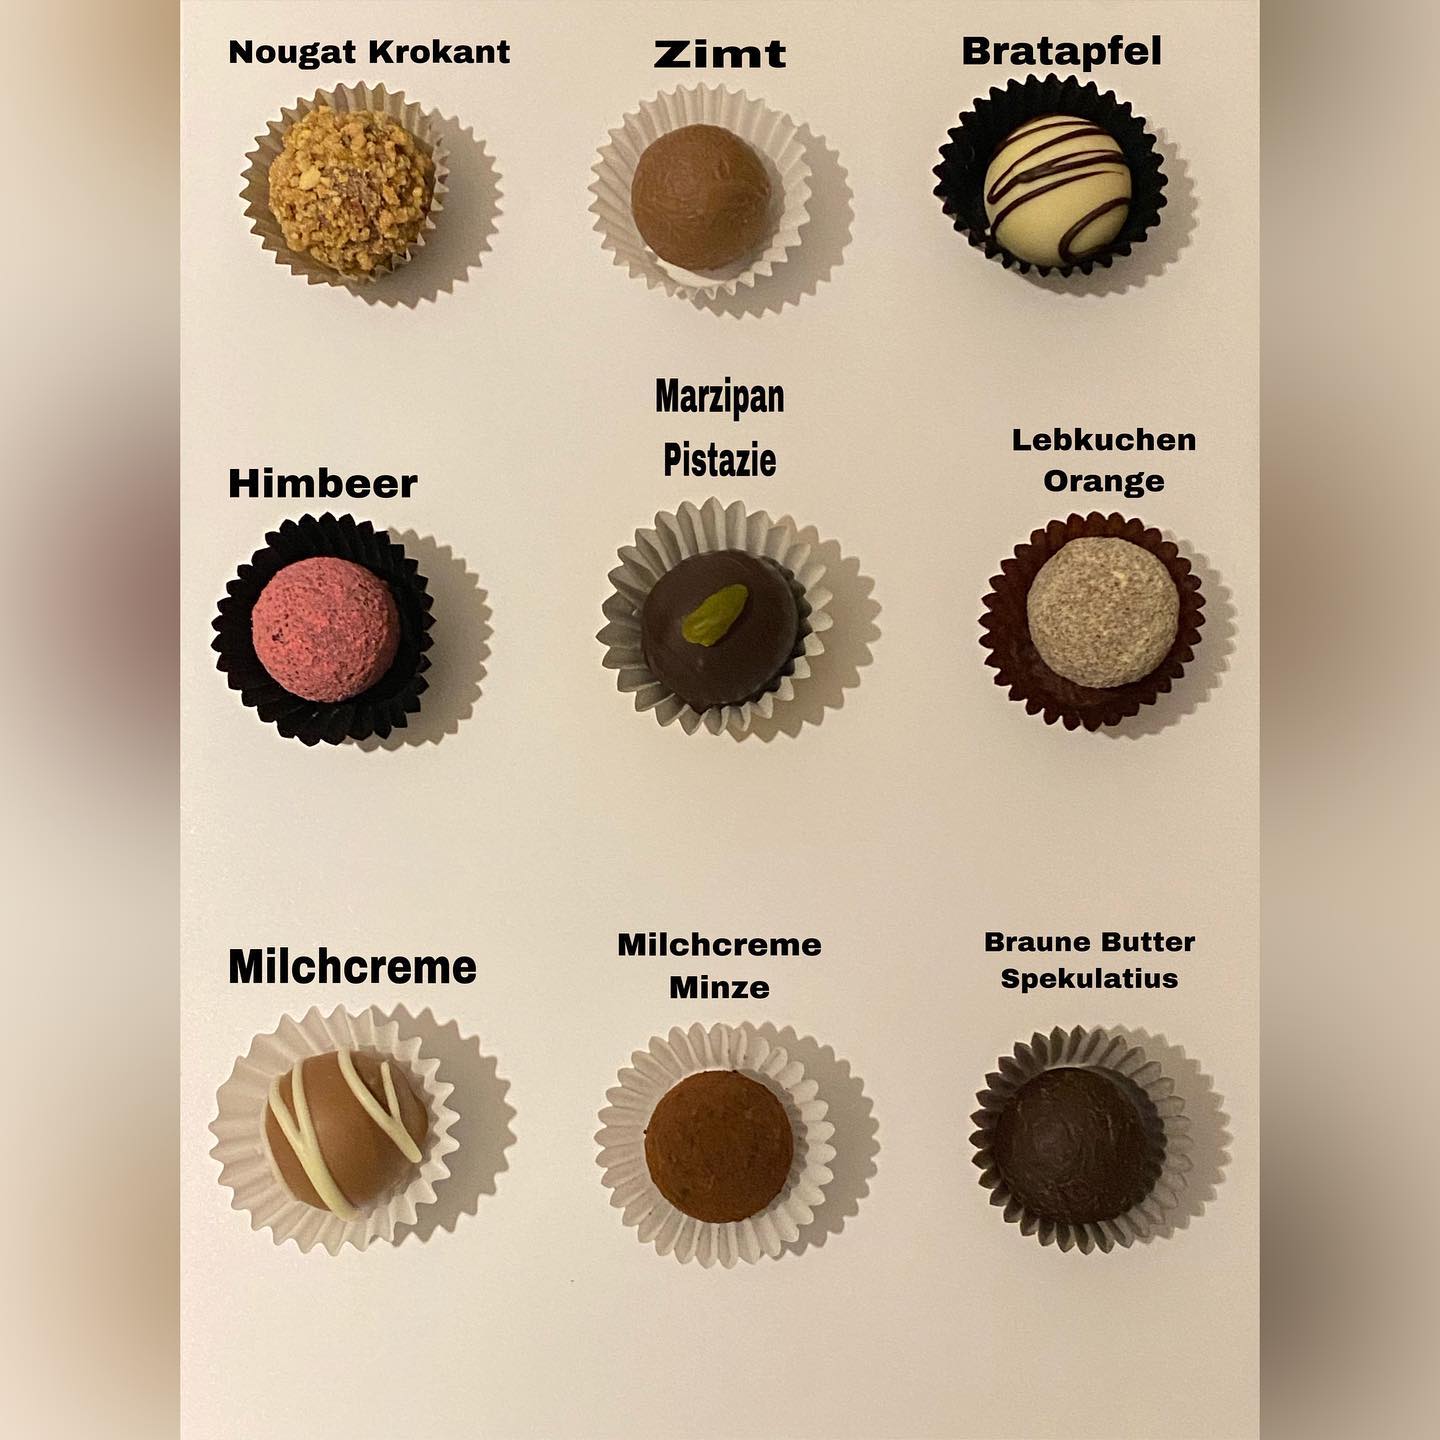 Nougat Krokant
Zimt
Bratapfel
Himbeer
Marzipan
Pistazie
Lebkuchen
Orange
Milchcreme
Milchcreme
Minze
Braune Butter
Spekulatius